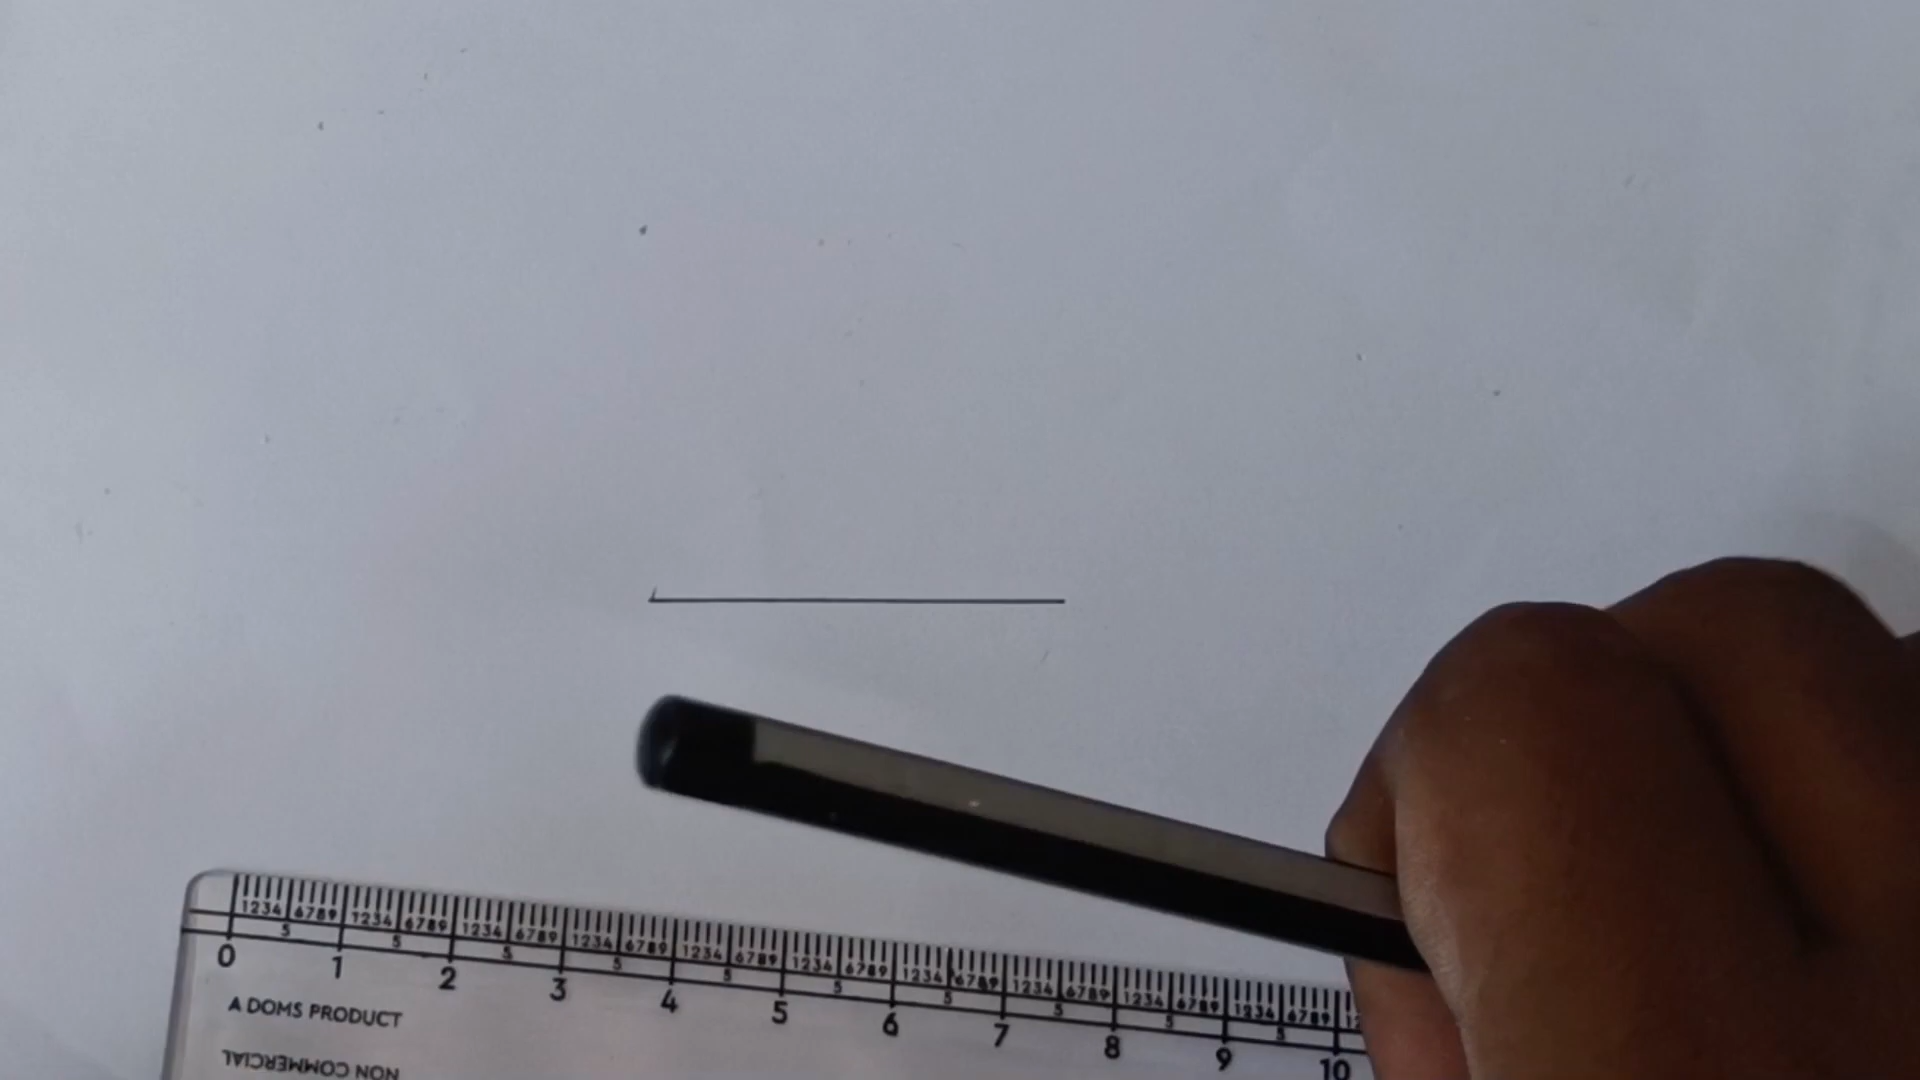 1234 6789 1234 6789 1234 6789 1234 6789 1234 6789 1234 6789 1234 6789 1234 6789 1234 6789 1234 6789 12
5 5 5 5 5 5 5 5 5 5
0 1 2 3 4 5 6 7 8 9 10
A DOMS PRODUCT
NON COMMERCIAL